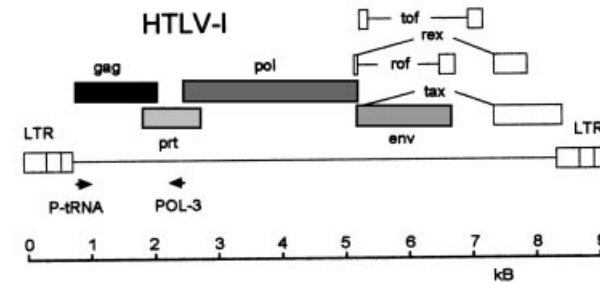 HTLV-I
tof
rex
gag
pol
rof
tax
prt
env
LTR
LTR
P-tRNA
POL-3
0 1 2 3 4 5 6 7 8 9
kB